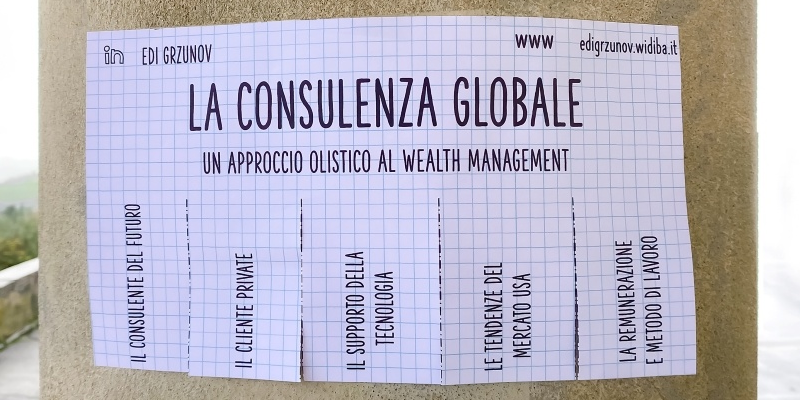 in EDI GRZUNOV
www edigrzunov.widiba.it
LA CONSULENZA GLOBALE
UN APPROCCIO OLISTICO AL WEALTH MANAGEMENT
IL CONSULENTE DEL FUTURO
IL CLIENTE PRIVATE
IL SUPPORTO DELLA
TECNOLOGIA
LE TENDENZE DEL
MERCATO USA
LA REMUNERAZIONE
E METODO DI LAVORO